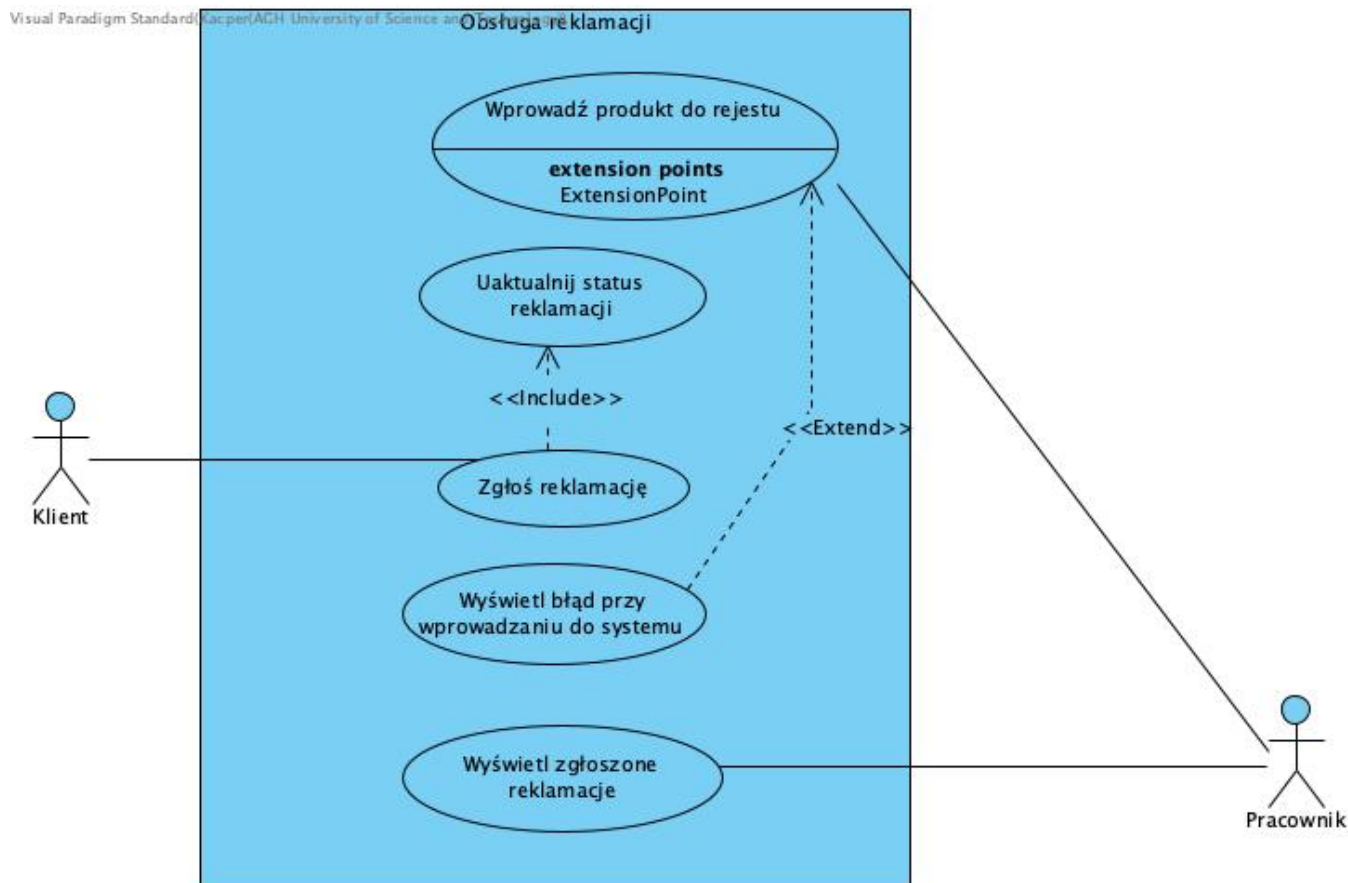 Visual Paradigm Standard(Kacper(AGH University of Science and Technology))
Obsługa reklamacji
Wprowadź produkt do rejestu
extension points
ExtensionPoint
Uaktualnij status
reklamacji
<<Include>>
<<Extend>>
Zgłoś reklamację
Klient
Wyświetl błąd przy
wprowadzaniu do systemu
Wyświetl zgłoszone
reklamacje
Pracownik